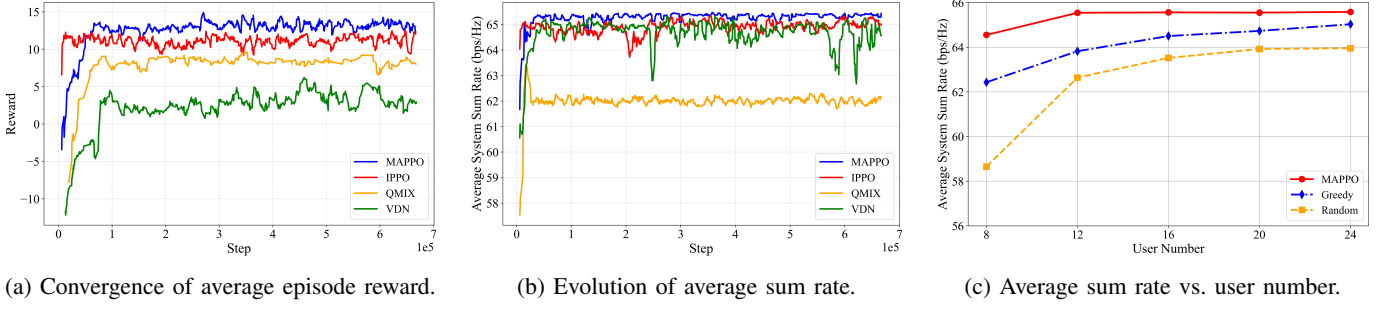 15
10
5
0
−5
−10
Reward
0 1 2 3 4 5 6 7
1e5
Step
MAPPO
IPPO
QMIX
VDN
(a) Convergence of average episode reward.
65
64
63
62
61
60
59
58
Average System Sum Rate (bps/Hz)
0 1 2 3 4 5 6 7
1e5
Step
MAPPO
IPPO
QMIX
VDN
(b) Evolution of average sum rate.
66
64
62
60
58
56
Average System Sum Rate (bps/Hz)
8 12 16 20 24
User Number
MAPPO
Greedy
Random
(c) Average sum rate vs. user number.